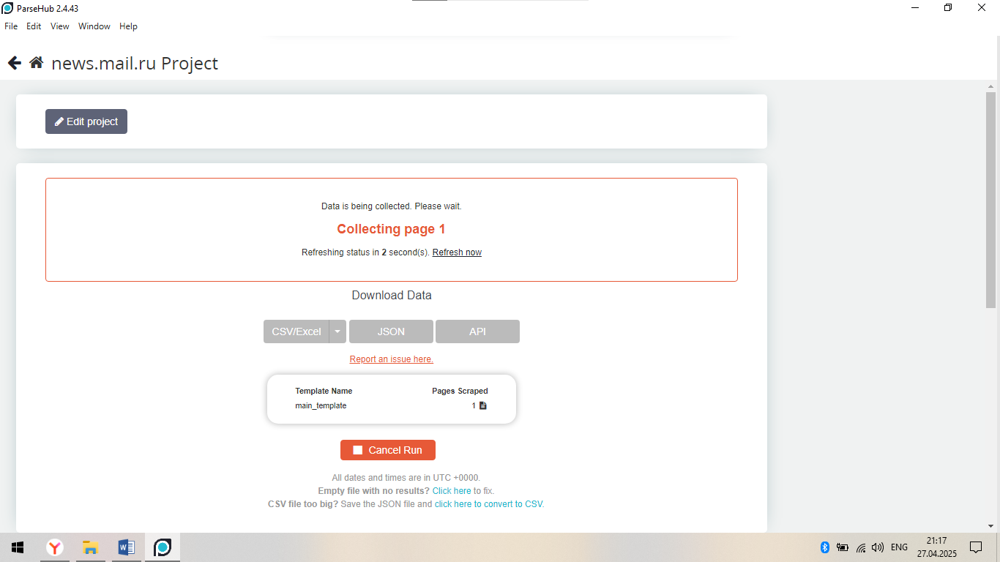 ParseHub 2.4.43
File Edit View Window Help
news.mail.ru Project
Edit project
Data is being collected. Please wait.
Collecting page 1
Refreshing status in 2 second(s). Refresh now
Download Data
CSV/Excel JSON API
Report an issue here.
Template Name Pages Scraped
main_template 1
Cancel Run
All dates and times are in UTC +0000.
Empty file with no results? Click here to fix.
CSV file too big? Save the JSON file and click here to convert to CSV.
ENG
21:17
27.04.2025